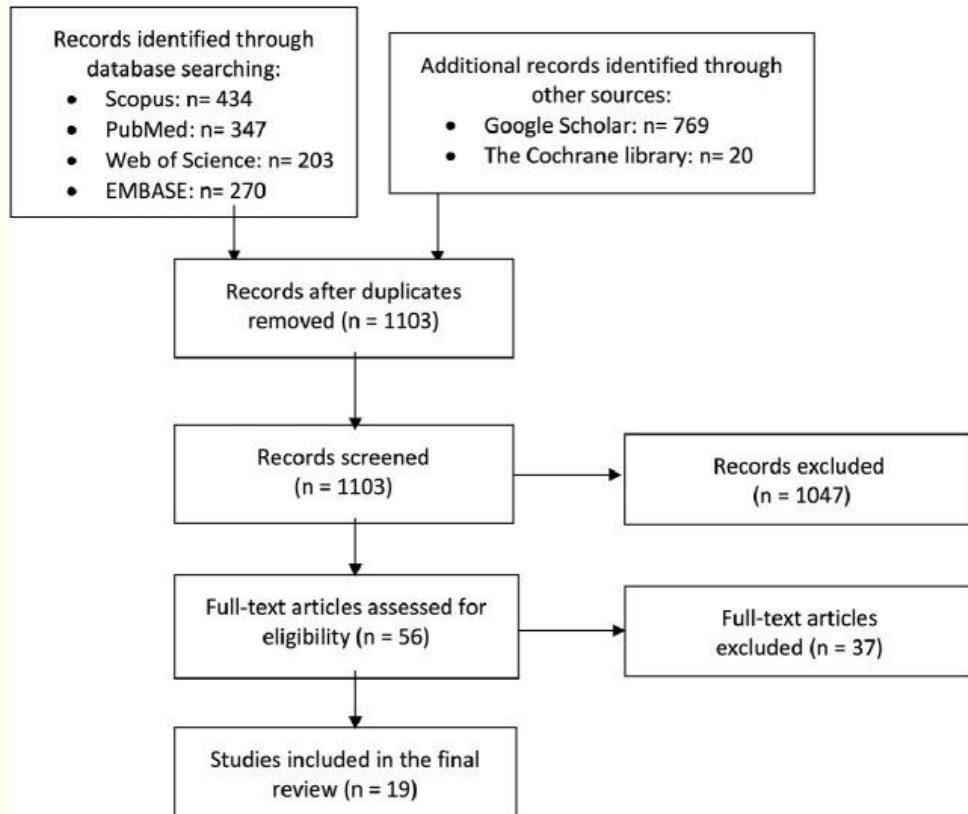 Records identified through
database searching:
• Scopus: n= 434
• PubMed: n= 347
• Web of Science: n= 203
• EMBASE: n= 270
Additional records identified through
other sources:
• Google Scholar: n= 769
• The Cochrane library: n= 20
Records after duplicates
removed (n = 1103)
Records screened
(n = 1103)
Records excluded
(n = 1047)
Full-text articles assessed for
eligibility (n = 56)
Full-text articles
excluded (n = 37)
Studies included in the final
review (n = 19)